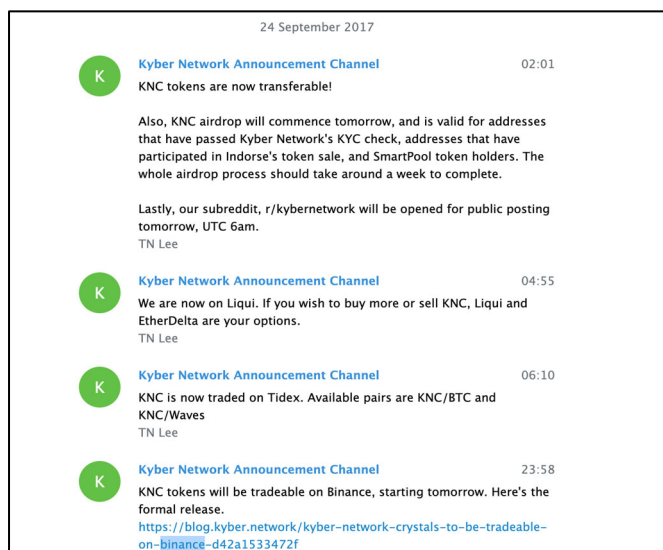 24 September 2017
K
Kyber Network Announcement Channel 02:01
KNC tokens are now transferable!
Also, KNC airdrop will commence tomorrow, and is valid for addresses
that have passed Kyber Network's KYC check, addresses that have
participated in Indorse's token sale, and SmartPool token holders. The
whole airdrop process should take around a week to complete.
Lastly, our subreddit, r/kybernetwork will be opened for public posting
tomorrow, UTC 6am.
TN Lee
K
Kyber Network Announcement Channel 04:55
We are now on Liqui. If you wish to buy more or sell KNC, Liqui and
EtherDelta are your options.
TN Lee
K
Kyber Network Announcement Channel 06:10
KNC is now traded on Tidex. Available pairs are KNC/BTC and
KNC/Waves
TN Lee
K
Kyber Network Announcement Channel 23:58
KNC tokens will be tradeable on Binance, starting tomorrow. Here's the
formal release.
https://blog.kyber.network/kyber-network-crystals-to-be-tradeable-
on-binance-d42a1533472f